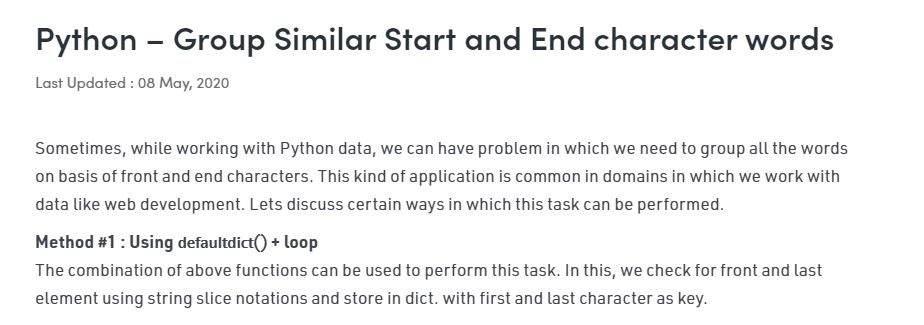 Python – Group Similar Start and End character words
Last Updated : 08 May, 2020
Sometimes, while working with Python data, we can have problem in which we need to group all the words
on basis of front and end characters. This kind of application is common in domains in which we work with
data like web development. Lets discuss certain ways in which this task can be performed.
Method #1 : Using defaultdict() + loop
The combination of above functions can be used to perform this task. In this, we check for front and last
element using string slice notations and store in dict. with first and last character as key.